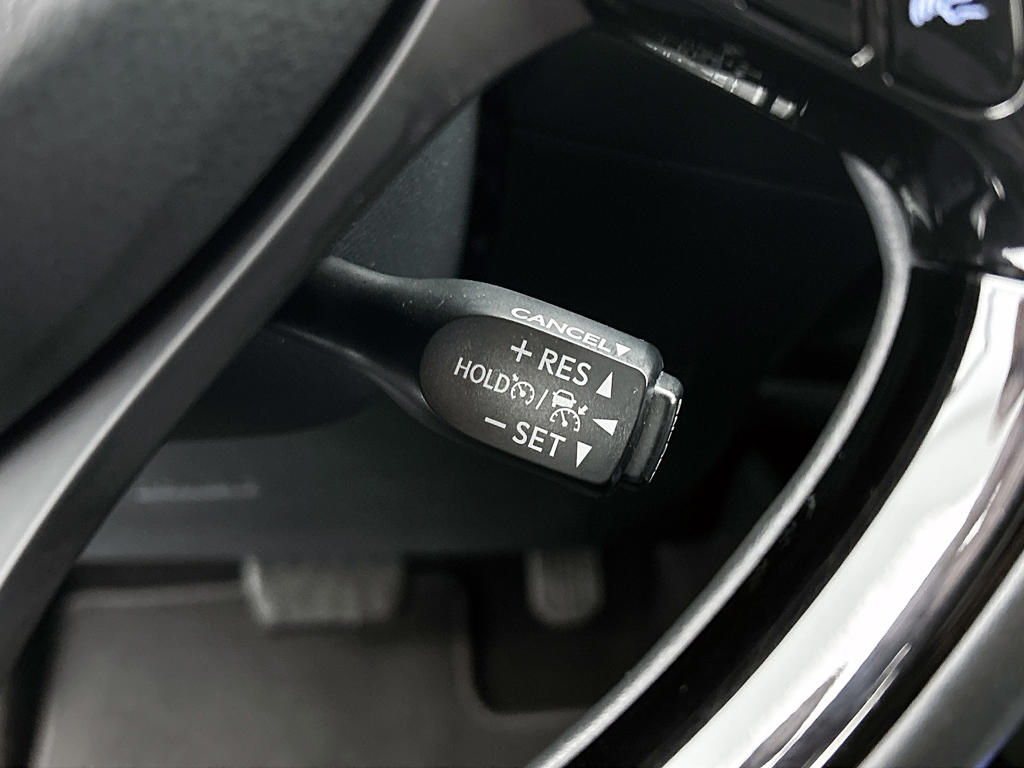 CANCEL▼
+ RES ▲
HOLD /
− SET ▼